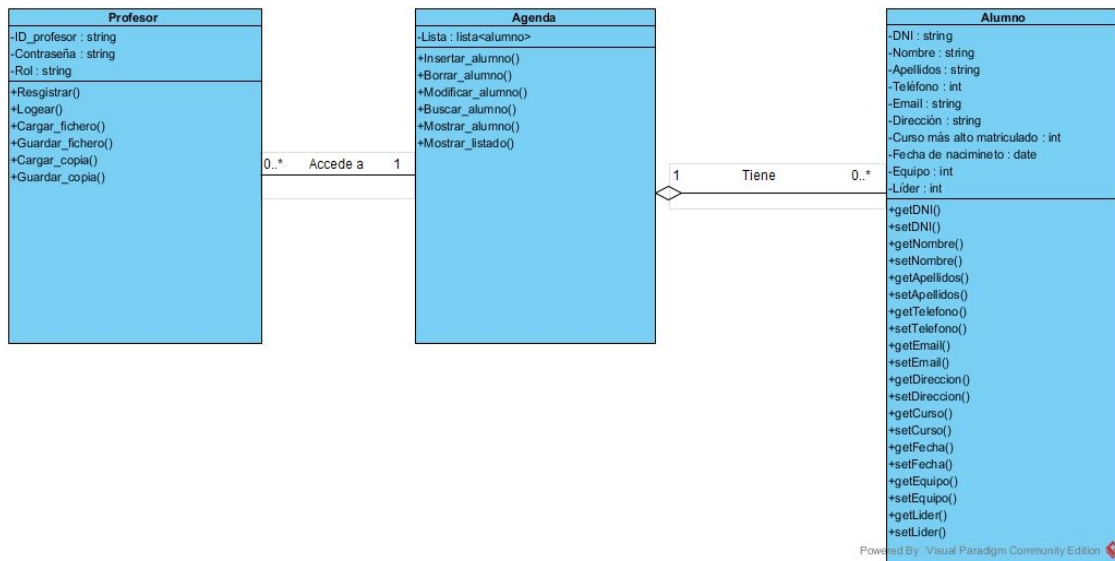 Profesor
-ID_profesor : string
-Contraseña : string
-Rol : string
+Resgistrar()
+Logear()
+Cargar_fichero()
+Guardar_fichero()
+Cargar_copia()
+Guardar_copia()
0..* Accede a 1
Agenda
-Lista : lista<alumno>
+Insertar_alumno()
+Borrar_alumno()
+Modificar_alumno()
+Buscar_alumno()
+Mostrar_alumno()
+Mostrar_listado()
1 Tiene 0..*
Alumno
-DNI : string
-Nombre : string
-Apellidos : string
-Teléfono : int
-Email : string
-Dirección : string
-Curso más alto matriculado : int
-Fecha de nacimineto : date
-Equipo : int
-Líder : int
+getDNI()
+setDNI()
+getNombre()
+setNombre()
+getApellidos()
+setApellidos()
+getTelefono()
+setTelefono()
+getEmail()
+setEmail()
+getDireccion()
+setDireccion()
+getCurso()
+setCurso()
+getFecha()
+setFecha()
+getEquipo()
+setEquipo()
+getLider()
+setLider()
Powered By Visual Paradigm Community Edition